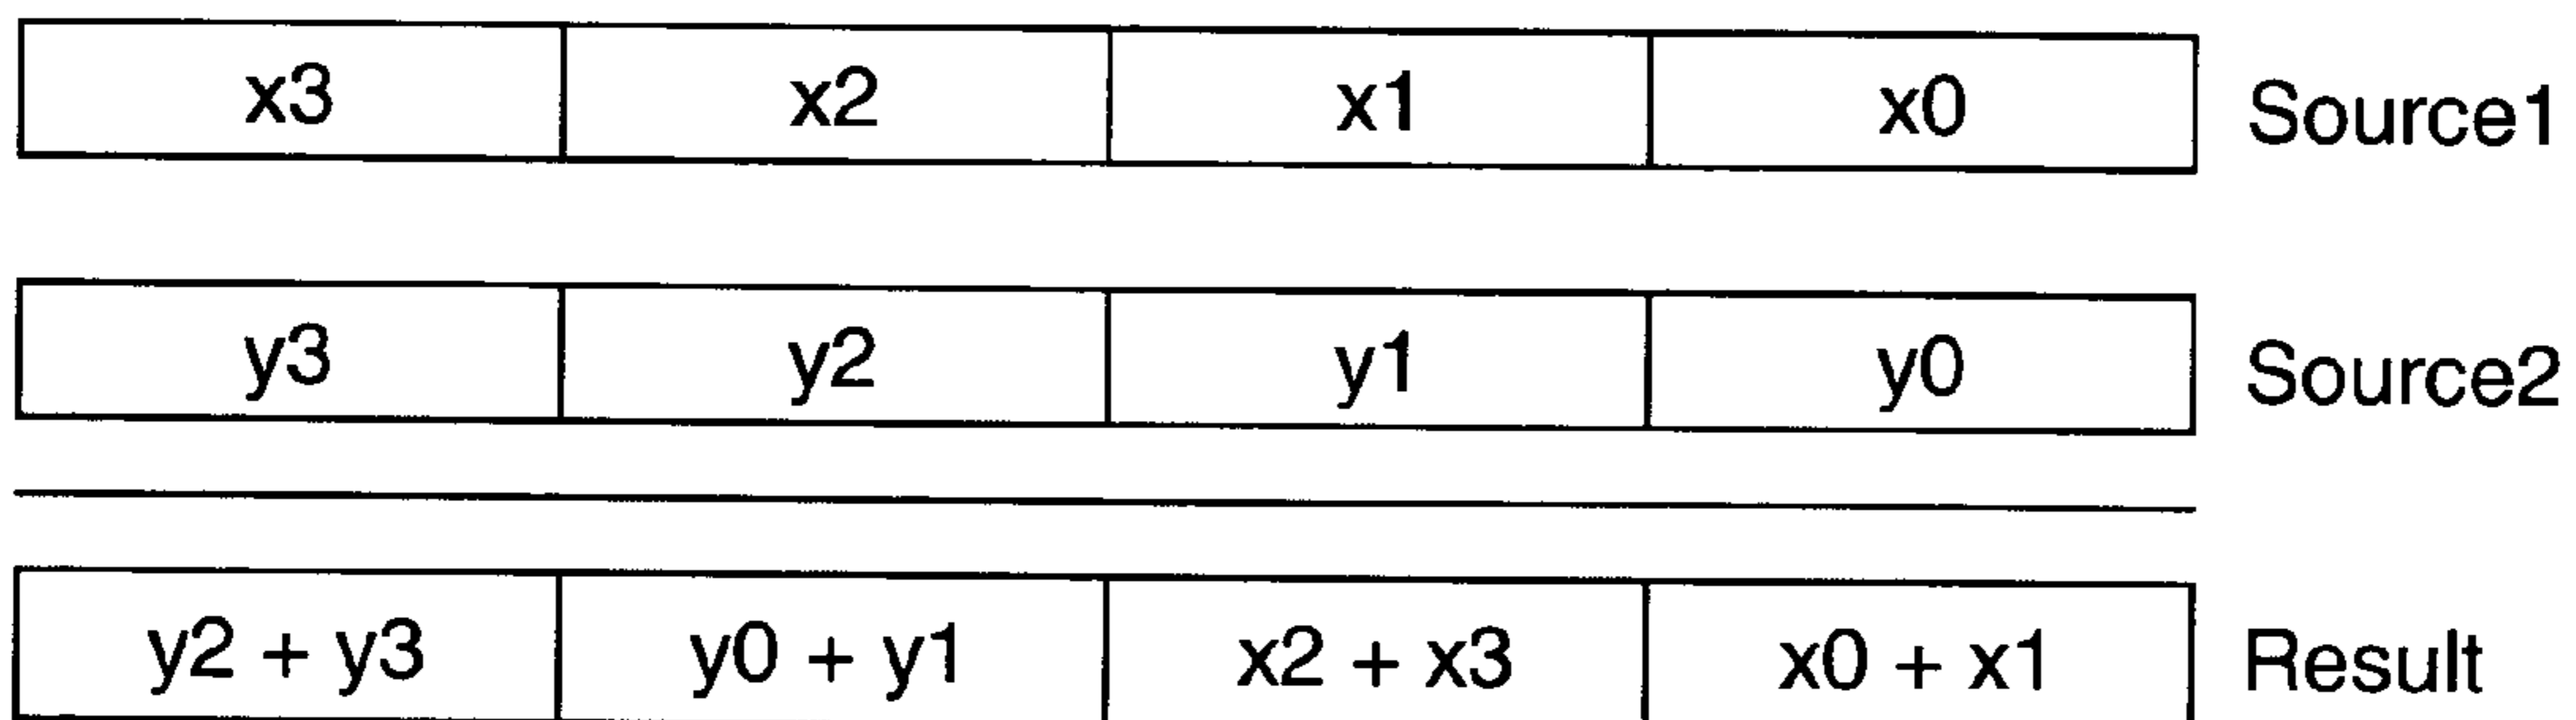 x3 x2 x1 x0 Source1
y3 y2 y1 y0 Source2
y2 + y3 y0 + y1 x2 + x3 x0 + x1 Result